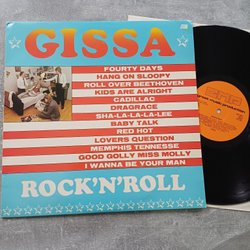 GISSA
FOURTY DAYS
HANG ON SLOOPY
ROLL OVER BEETHOVEN
KIDS ARE ALRIGHT
CADILLAC
DRAGRACE
SHA-LA-LA-LA-LEE
BABY TALK
RED HOT
LOVERS QUESTION
MEMPHIS TENNESSE
GOOD GOLLY MISS MOLLY
I WANNA BE YOUR MAN
ROCK'N'ROLL